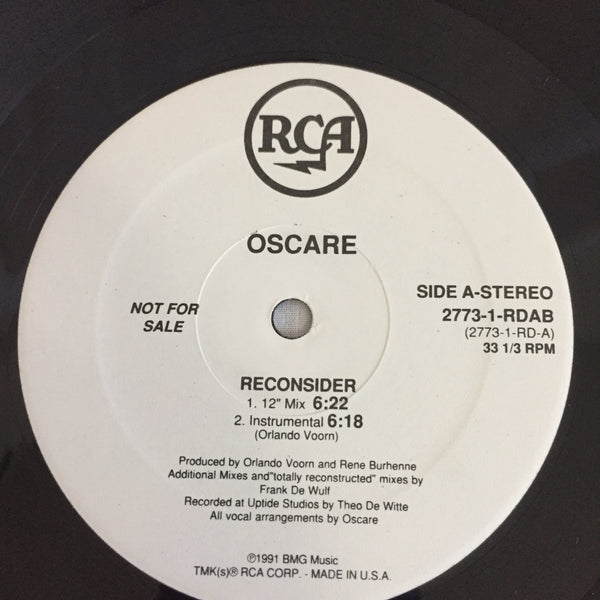 RCA
OSCARE
NOT FOR
SALE
SIDE A-STEREO
2773-1-RDAB
(2773-1-RD-A)
33 1/3 RPM
RECONSIDER
1. 12" Mix 6:22
2. Instrumental 6:18
(Orlando Voorn)
Produced by Orlando Voorn and Rene Burhenne
Additional Mixes and"totally reconstructed" mixes by
Frank De Wulf
Recorded at Uptide Studios by Theo De Witte
All vocal arrangements by Oscare
℗1991 BMG Music
TMK(s)® RCA CORP. - MADE IN U.S.A.